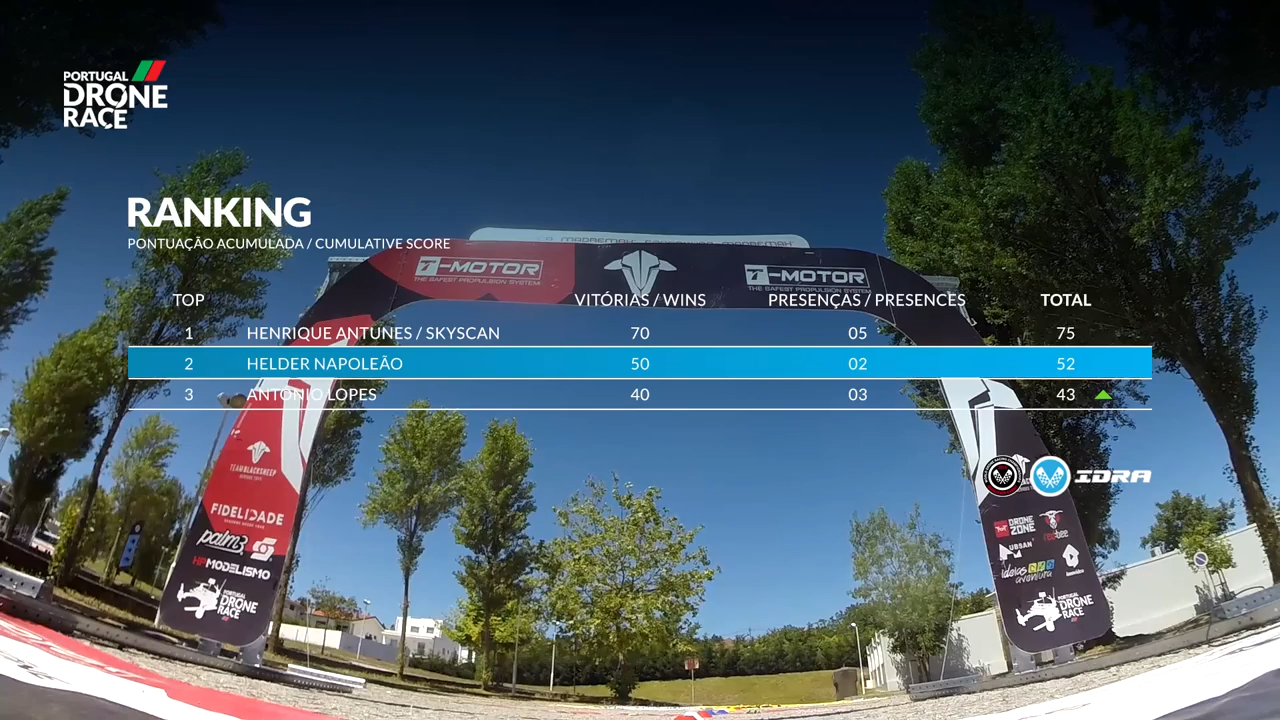 PORTUGAL
DRONE
RACE
RANKING
PONTUAÇÃO ACUMULADA / CUMULATIVE SCORE
T-MOTOR
THE SAFEST PROPULSION SYSTEM
T-MOTOR
THE SAFEST PROPULSION SYSTEM
TOP VITÓRIAS / WINS PRESENÇAS / PRESENCES TOTAL
1 HENRIQUE ANTUNES / SKYSCAN 70 05 75
2 HELDER NAPOLEÃO 50 02 52
3 ANTÓNIO LOPES 40 03 43
IDRA
TEAMBLACKSHEEP
FIDELIDADE
palm3
HPMODELISMO
PORTUGAL
DRONE
RACE
DRONE
ZONE
ideias
aventura
PORTUGAL
DRONE
RACE